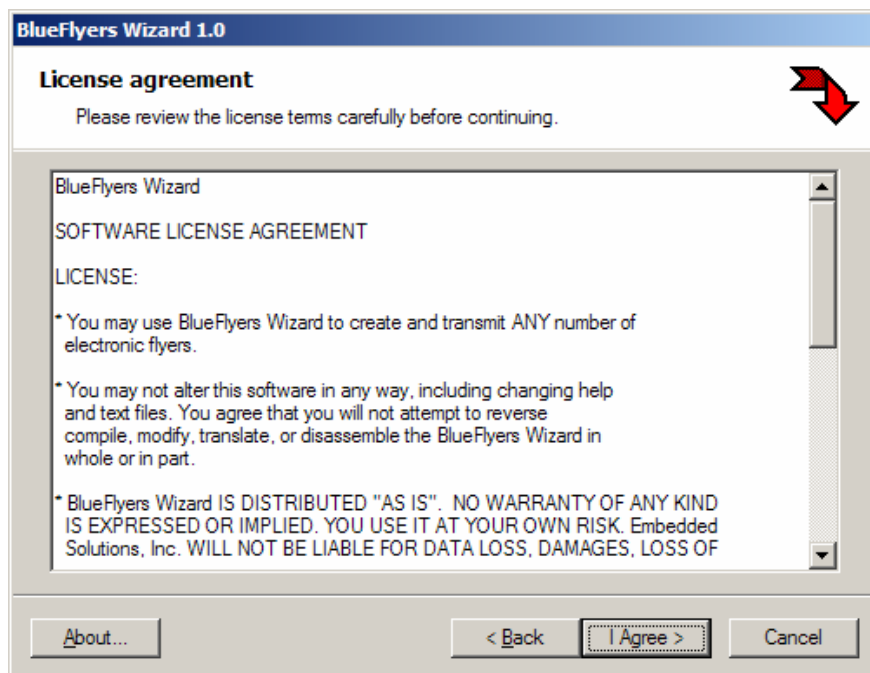 BlueFlyers Wizard 1.0
License agreement
Please review the license terms carefully before continuing.
BlueFlyers Wizard
SOFTWARE LICENSE AGREEMENT
LICENSE:
* You may use BlueFlyers Wizard to create and transmit ANY number of
electronic flyers.
* You may not alter this software in any way, including changing help
and text files. You agree that you will not attempt to reverse
compile, modify, translate, or disassemble the BlueFlyers Wizard in
whole or in part.
* BlueFlyers Wizard IS DISTRIBUTED "AS IS".  NO WARRANTY OF ANY KIND
IS EXPRESSED OR IMPLIED. YOU USE IT AT YOUR OWN RISK. Embedded
Solutions, Inc. WILL NOT BE LIABLE FOR DATA LOSS, DAMAGES, LOSS OF
About...
< Back
I Agree >
Cancel